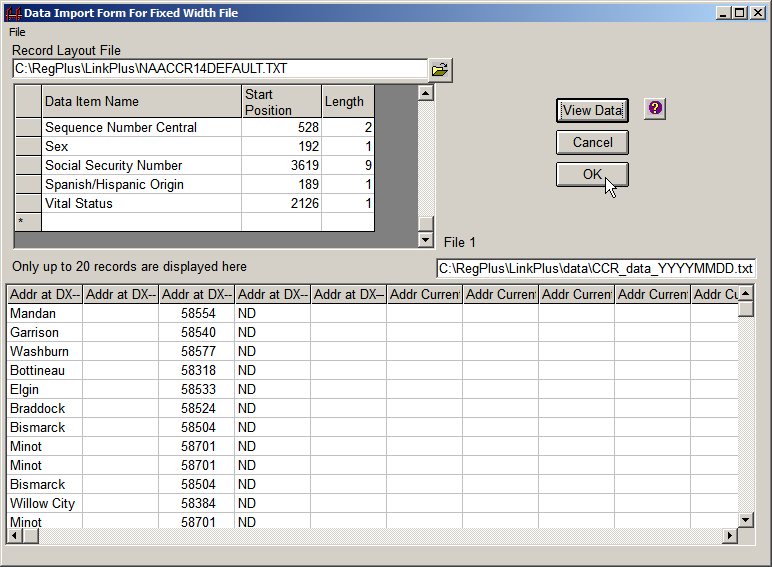 Data Import Form For Fixed Width File
File
Record Layout File
C:\RegPlus\LinkPlus\NAACCR14DEFAULT.TXT
Data Item Name Start Position Length
Sequence Number Central 528 2
Sex 192 1
Social Security Number 3619 9
Spanish/Hispanic Origin 189 1
Vital Status 2126 1
*
View Data ?
Cancel
OK
File 1
Only up to 20 records are displayed here
C:\RegPlus\LinkPlus\data\CCR_data_YYYYMMDD.txt
Addr at DX-- Addr at DX-- Addr at DX-- Addr at DX-- Addr at DX-- Addr Current Addr Current Addr Current Addr Current Addr Cu
Mandan 58554 ND
Garrison 58540 ND
Washburn 58577 ND
Bottineau 58318 ND
Elgin 58533 ND
Braddock 58524 ND
Bismarck 58504 ND
Minot 58701 ND
Minot 58701 ND
Bismarck 58504 ND
Willow City 58384 ND
Minot 58701 ND